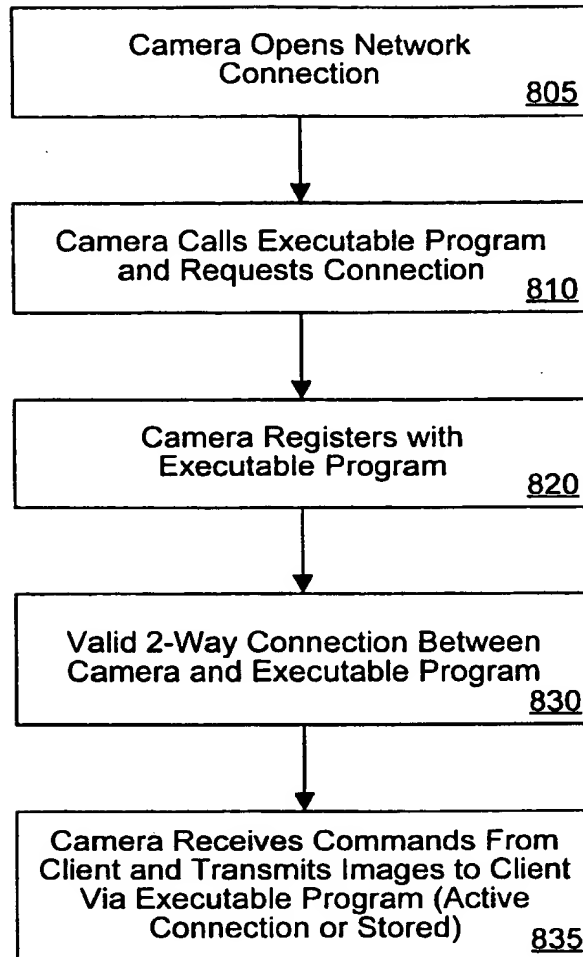 Camera Opens Network
Connection
805
Camera Calls Executable Program
and Requests Connection
810
Camera Registers with
Executable Program
820
Valid 2-Way Connection Between
Camera and Executable Program
830
Camera Receives Commands From
Client and Transmits Images to Client
Via Executable Program (Active
Connection or Stored)
835